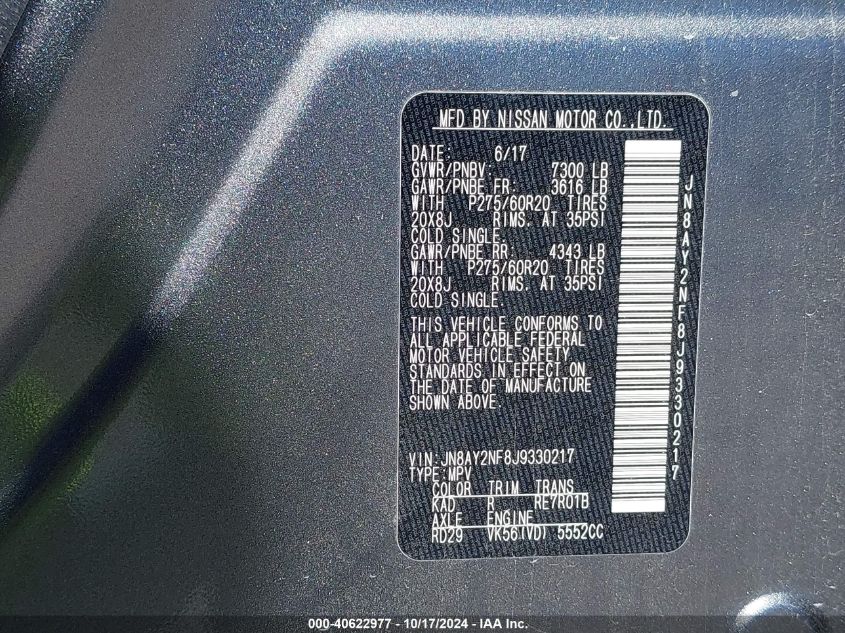 MFD BY NISSAN MOTOR CO.,LTD.
DATE: 6/17
GVWR/PNBV: 7300 LB
GAWR/PNBE FR: 3616 LB
WITH P275/60R20 TIRES
20X8J RIMS. AT 35PSI
COLD SINGLE.
GAWR/PNBE RR. 4343 LB
WITH P275/60R20 TIRES
20X8J RIMS. AT 35PSI
COLD SINGLE.
THIS VEHICLE CONFORMS TO
ALL APPLICABLE FEDERAL
MOTOR VEHICLE SAFETY
STANDARDS IN EFFECT ON
THE DATE OF MANUFACTURE
SHOWN ABOVE.
VIN:JN8AY2NF8J9330217
TYPE:MPV
COLOR TRIM TRANS
KAD R RE7R01B
AXLE ENGINE
RD29 VK56(VD) 5552CC
JN8AY2NF8J9330217
000-40622977 - 10/17/2024 - IAA Inc.